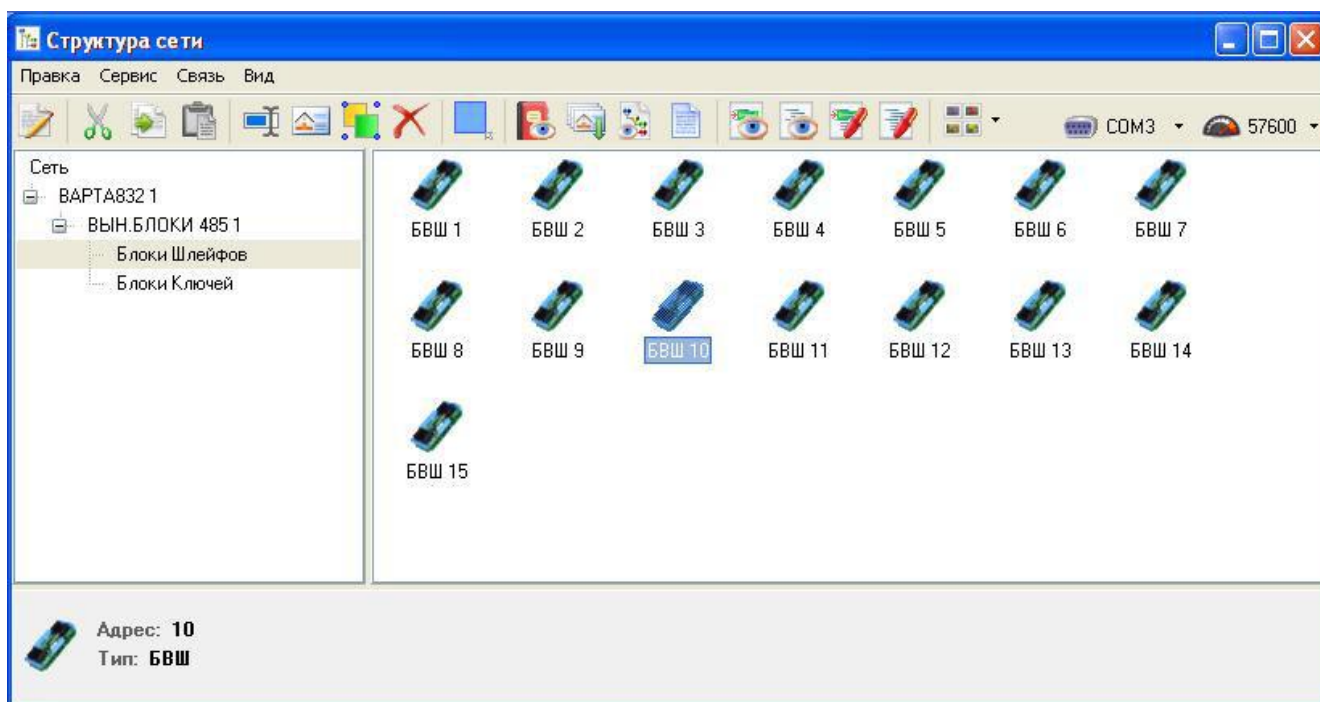 Структура сети
Правка Сервис Связь Вид
COM3 57600
Сеть
ВАРТА832 1
ВЫН.БЛОКИ 485 1
Блоки Шлейфов
Блоки Ключей
БВШ 1 БВШ 2 БВШ 3 БВШ 4 БВШ 5 БВШ 6 БВШ 7
БВШ 8 БВШ 9 БВШ 10 БВШ 11 БВШ 12 БВШ 13 БВШ 14
БВШ 15
Адрес: 10
Тип: БВШ